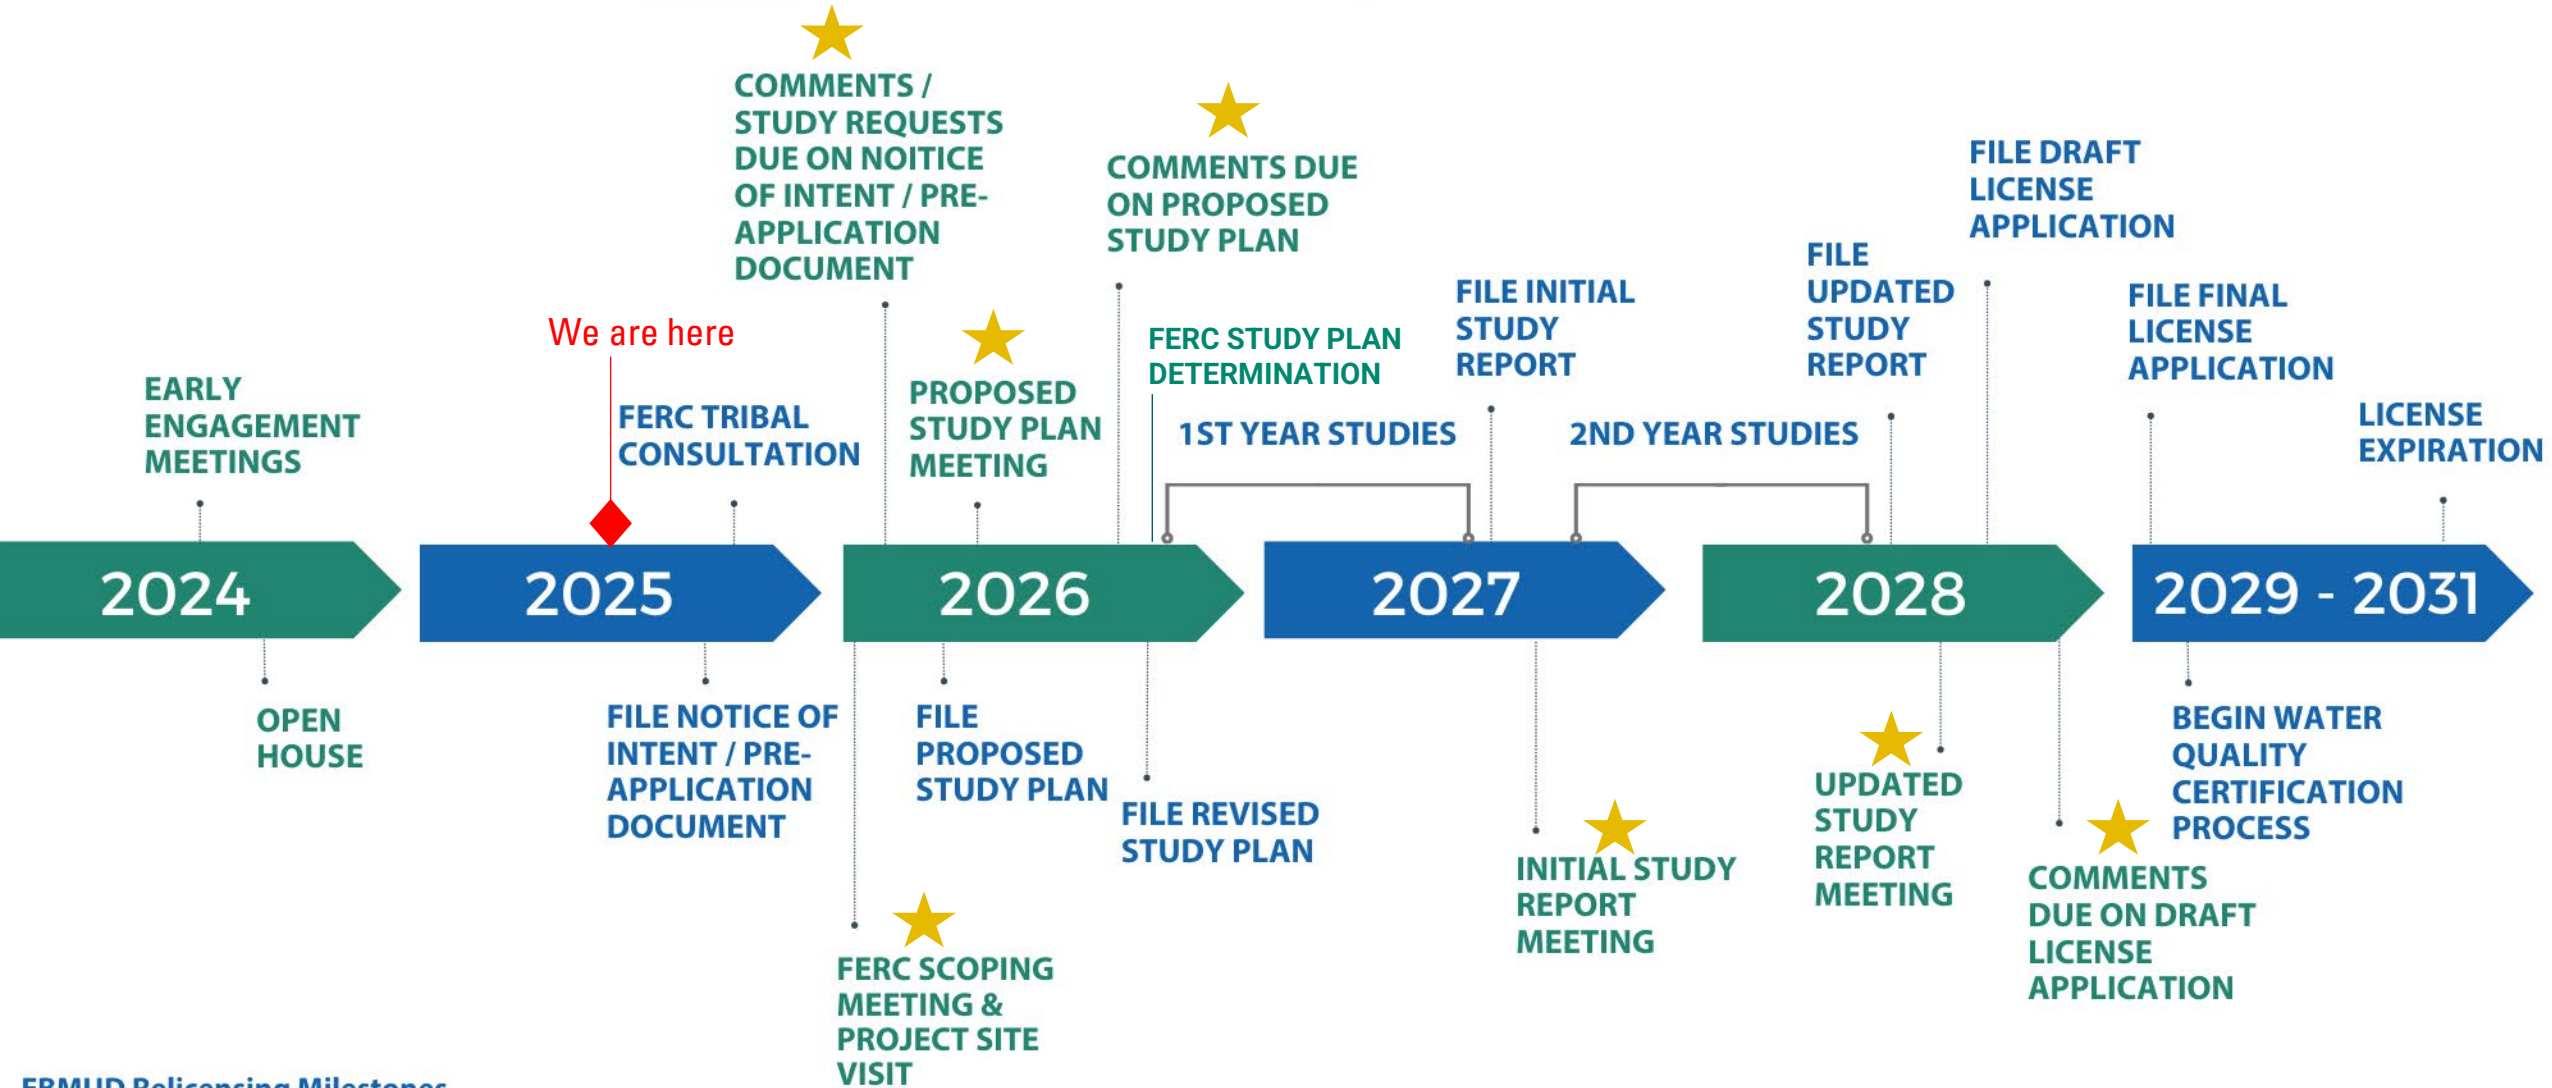 COMMENTS /
STUDY REQUESTS
DUE ON NOITICE
OF INTENT / PRE-
APPLICATION
DOCUMENT
COMMENTS DUE
ON PROPOSED
STUDY PLAN
FILE DRAFT
LICENSE
APPLICATION
FILE
UPDATED
STUDY
REPORT
FILE INITIAL
STUDY
REPORT
FILE FINAL
LICENSE
APPLICATION
We are here
FERC STUDY PLAN
DETERMINATION
EARLY
ENGAGEMENT
MEETINGS
FERC TRIBAL
CONSULTATION
PROPOSED
STUDY PLAN
MEETING
1ST YEAR STUDIES
2ND YEAR STUDIES
LICENSE
EXPIRATION
2024
2025
2026
2027
2028
2029 - 2031
OPEN
HOUSE
FILE NOTICE OF
INTENT / PRE-
APPLICATION
DOCUMENT
FILE
PROPOSED
STUDY PLAN
FILE REVISED
STUDY PLAN
FERC SCOPING
MEETING &
PROJECT SITE
VISIT
INITIAL STUDY
REPORT
MEETING
UPDATED
STUDY
REPORT
MEETING
COMMENTS
DUE ON DRAFT
LICENSE
APPLICATION
BEGIN WATER
QUALITY
CERTIFICATION
PROCESS
EBMUD Relicensing Milestones